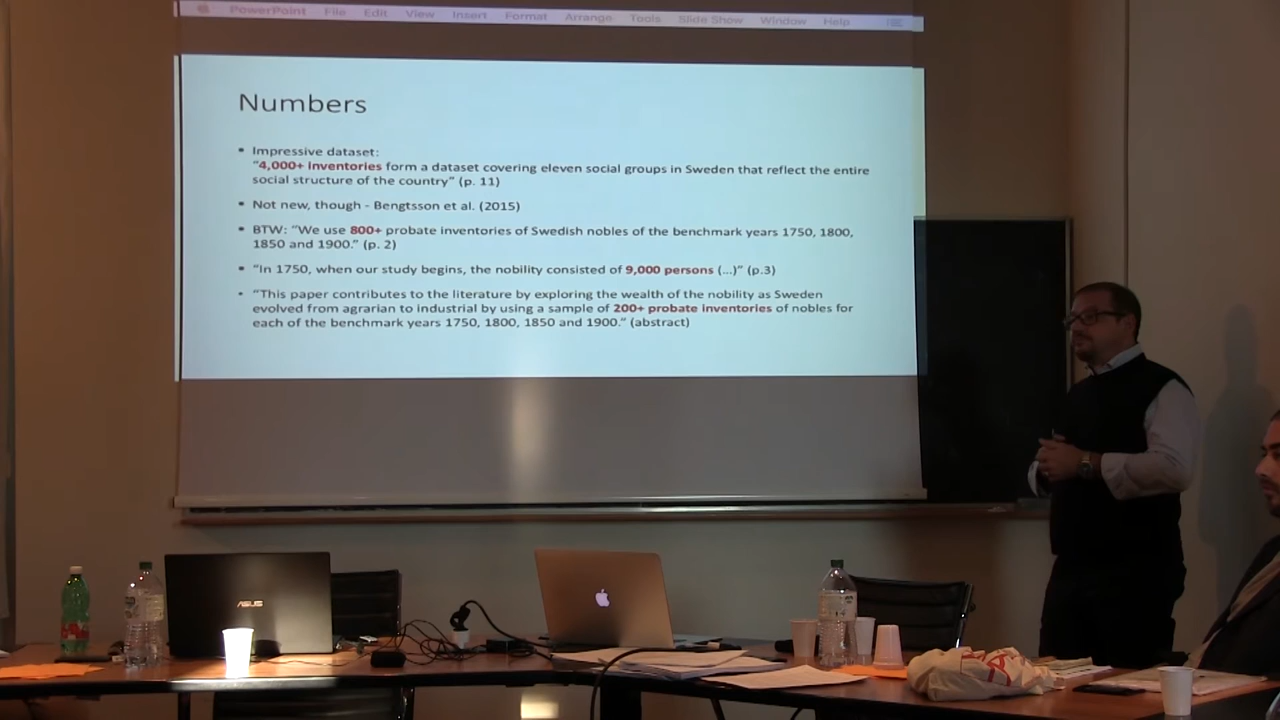 PowerPoint File Edit View Insert Format Arrange Tools Slide Show Window Help
Numbers
• Impressive dataset:
“4,000+ inventories form a dataset covering eleven social groups in Sweden that reflect the entire
social structure of the country” (p. 11)
• Not new, though - Bengtsson et al. (2015)
• BTW: “We use 800+ probate inventories of Swedish nobles of the benchmark years 1750, 1800,
1850 and 1900.” (p. 2)
• “In 1750, when our study begins, the nobility consisted of 9,000 persons (...)” (p.3)
• “This paper contributes to the literature by exploring the wealth of the nobility as Sweden
evolved from agrarian to industrial by using a sample of 200+ probate inventories of nobles for
each of the benchmark years 1750, 1800, 1850 and 1900.” (abstract)
ASUS